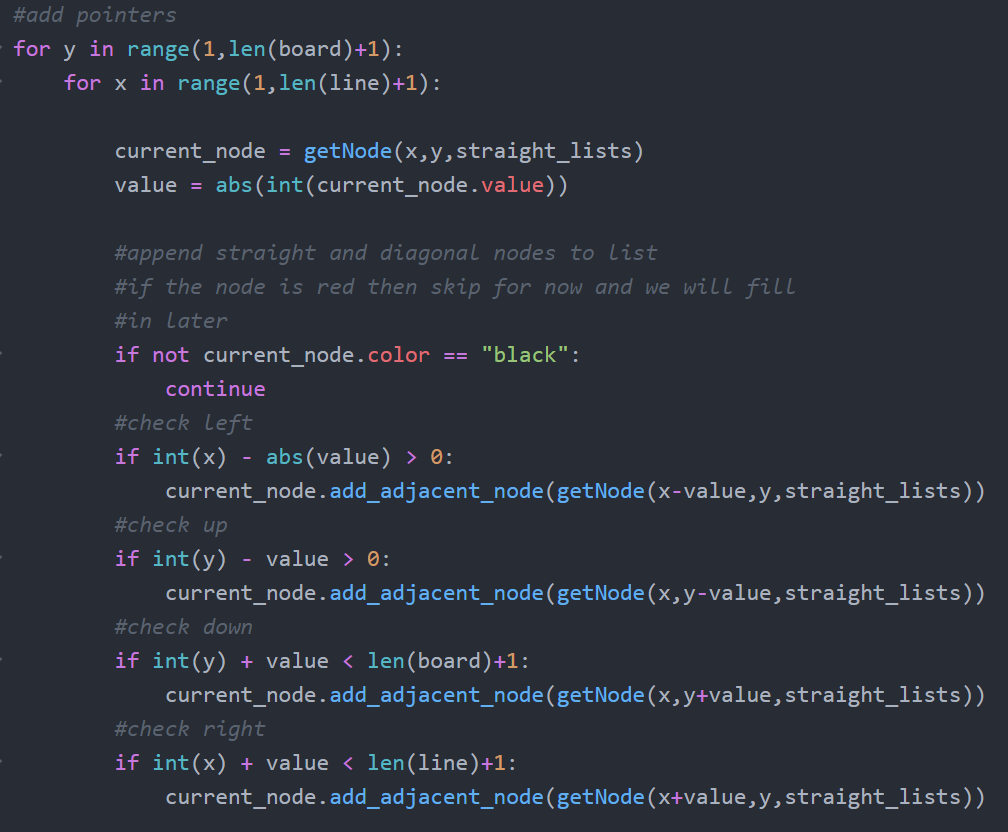 #add pointers
for y in range(1,len(board)+1):
    for x in range(1,len(line)+1):

        current_node = getNode(x,y,straight_lists)
        value = abs(int(current_node.value))

        #append straight and diagonal nodes to list
        #if the node is red then skip for now and we will fill
        #in later
        if not current_node.color == "black":
            continue
        #check left
        if int(x) - abs(value) > 0:
            current_node.add_adjacent_node(getNode(x-value,y,straight_lists))
        #check up
        if int(y) - value > 0:
            current_node.add_adjacent_node(getNode(x,y-value,straight_lists))
        #check down
        if int(y) + value < len(board)+1:
            current_node.add_adjacent_node(getNode(x,y+value,straight_lists))
        #check right
        if int(x) + value < len(line)+1:
            current_node.add_adjacent_node(getNode(x+value,y,straight_lists))